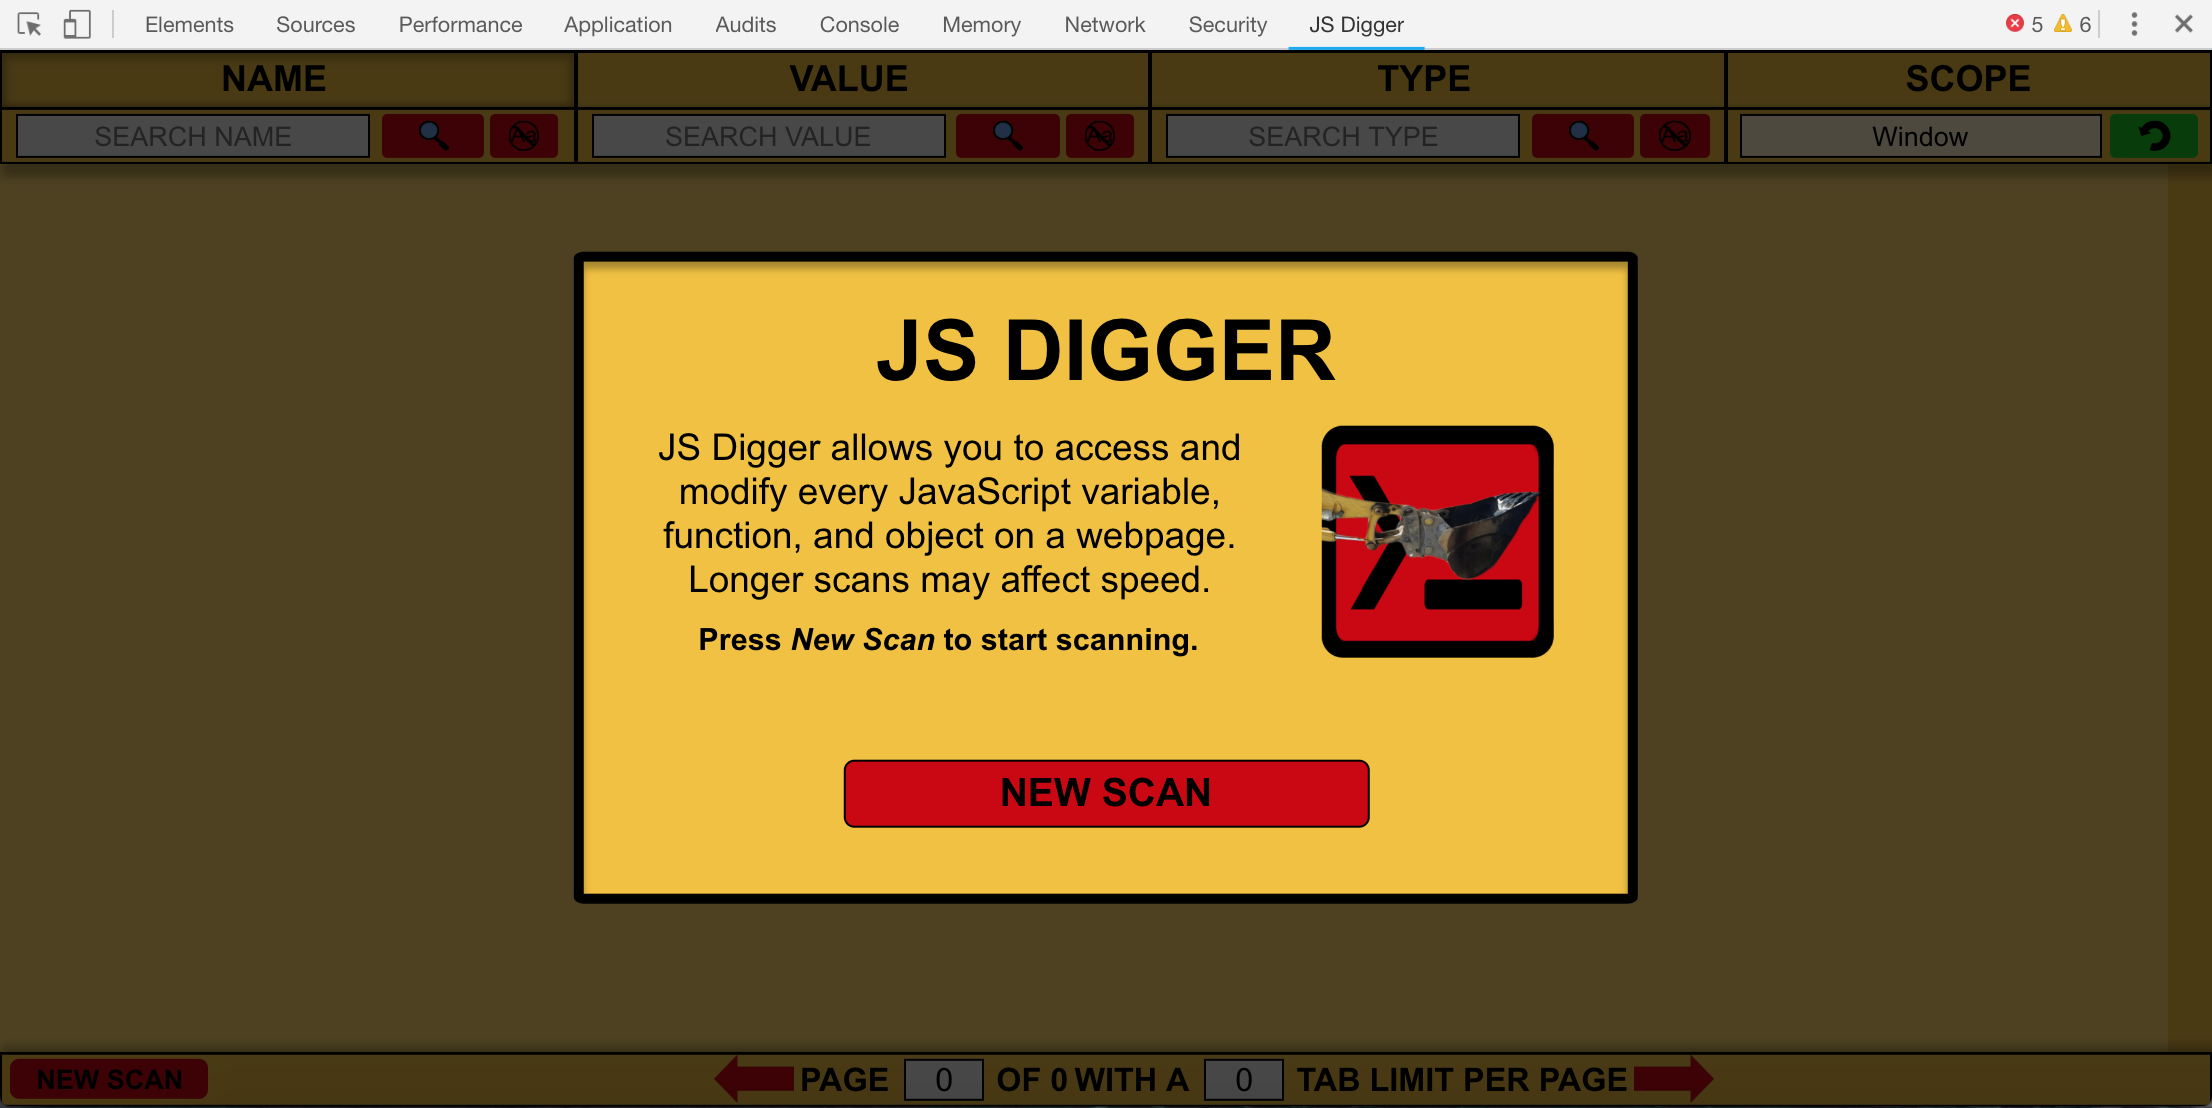 Elements Sources Performance Application Audits Console Memory Network Security JS Digger 5 6
NAME VALUE TYPE SCOPE
SEARCH NAME Aa SEARCH VALUE Aa SEARCH TYPE Aa Window
JS DIGGER
JS Digger allows you to access and
modify every JavaScript variable,
function, and object on a webpage.
Longer scans may affect speed.
Press New Scan to start scanning.
NEW SCAN
NEW SCAN PAGE 0 OF 0 WITH A 0 TAB LIMIT PER PAGE